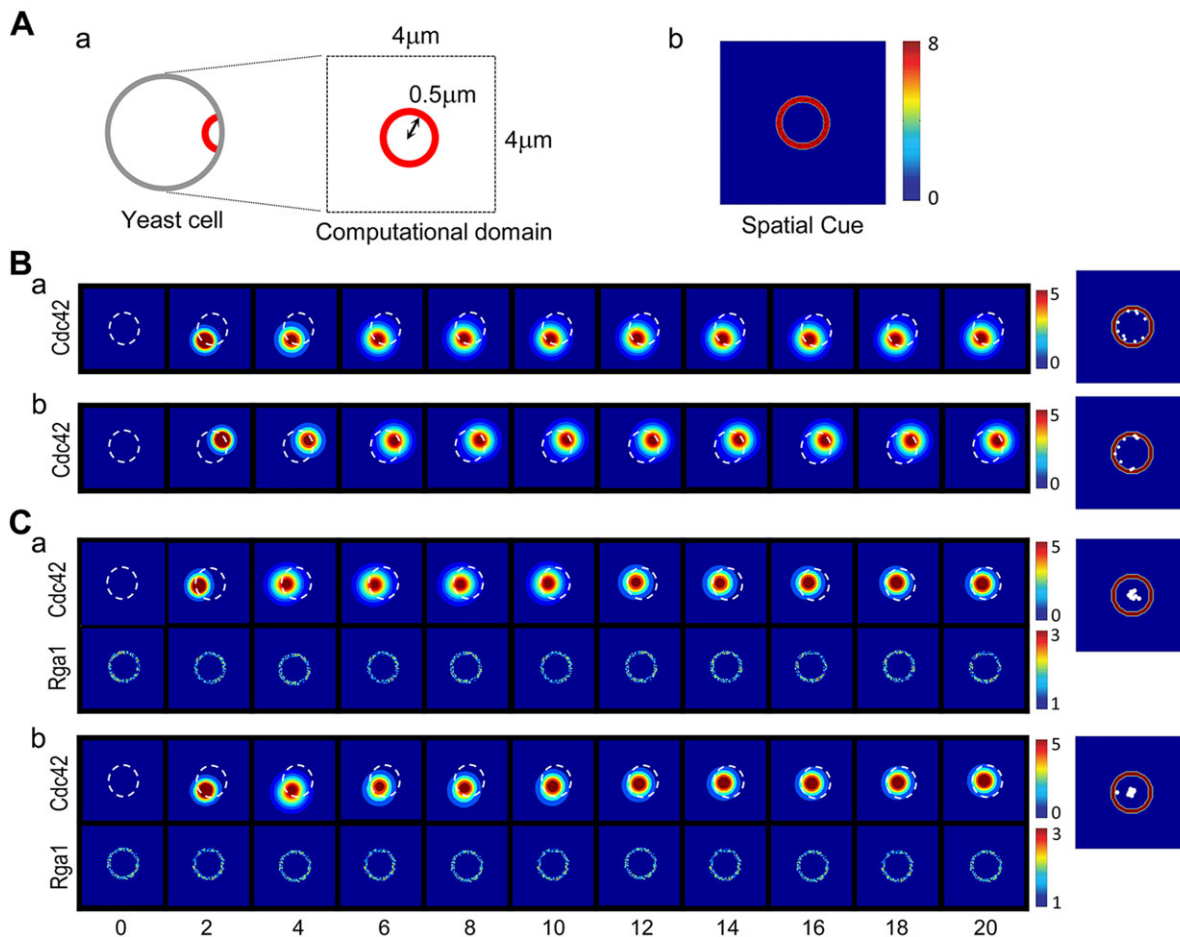 A
a
4μm
0.5μm
4μm
Yeast cell
Computational domain
b
8
0
Spatial Cue
B
a
Cdc42
5
0
b
Cdc42
5
0
C
a
Cdc42
5
0
Rga1
3
1
b
Cdc42
5
0
Rga1
3
1
0 2 4 6 8 10 12 14 16 18 20